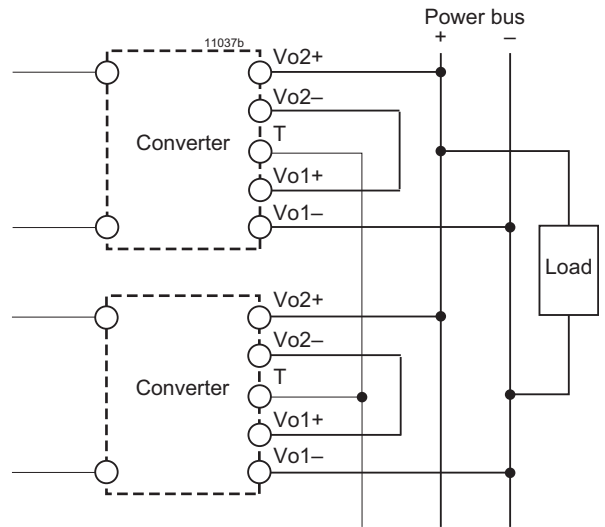 Power bus
+ –
11037b
Vo2+
Vo2–
T
Converter
Vo1+
Vo1–
Load
Vo2+
Vo2–
T
Converter
Vo1+
Vo1–